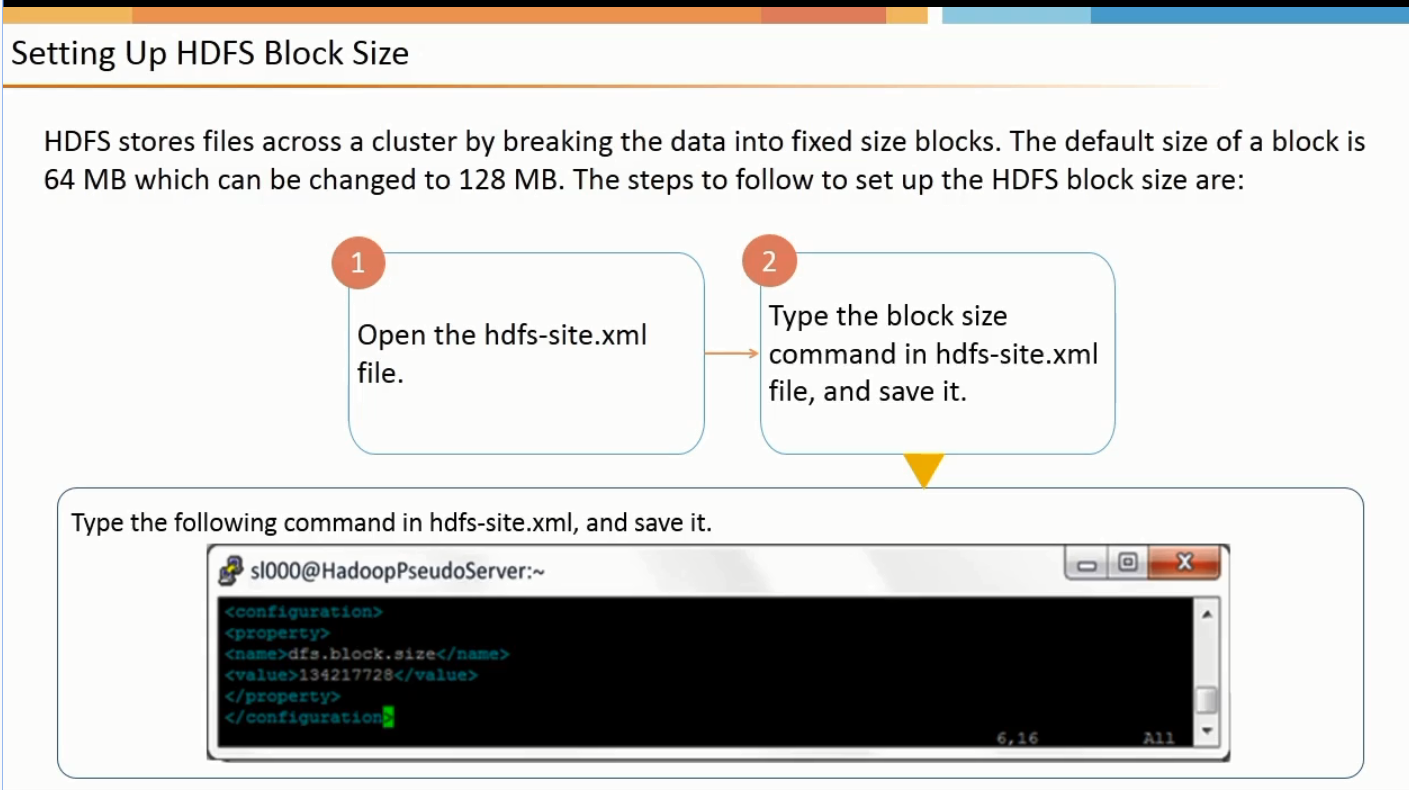 Setting Up HDFS Block Size
HDFS stores files across a cluster by breaking the data into fixed size blocks. The default size of a block is
64 MB which can be changed to 128 MB. The steps to follow to set up the HDFS block size are:
1
Open the hdfs-site.xml
file.
2
Type the block size
command in hdfs-site.xml
file, and save it.
Type the following command in hdfs-site.xml, and save it.
sl000@HadoopPseudoServer:~
<configuration>
<property>
<name>dfs.block.size</name>
<value>134217728</value>
</property>
</configuration>
6,16 All